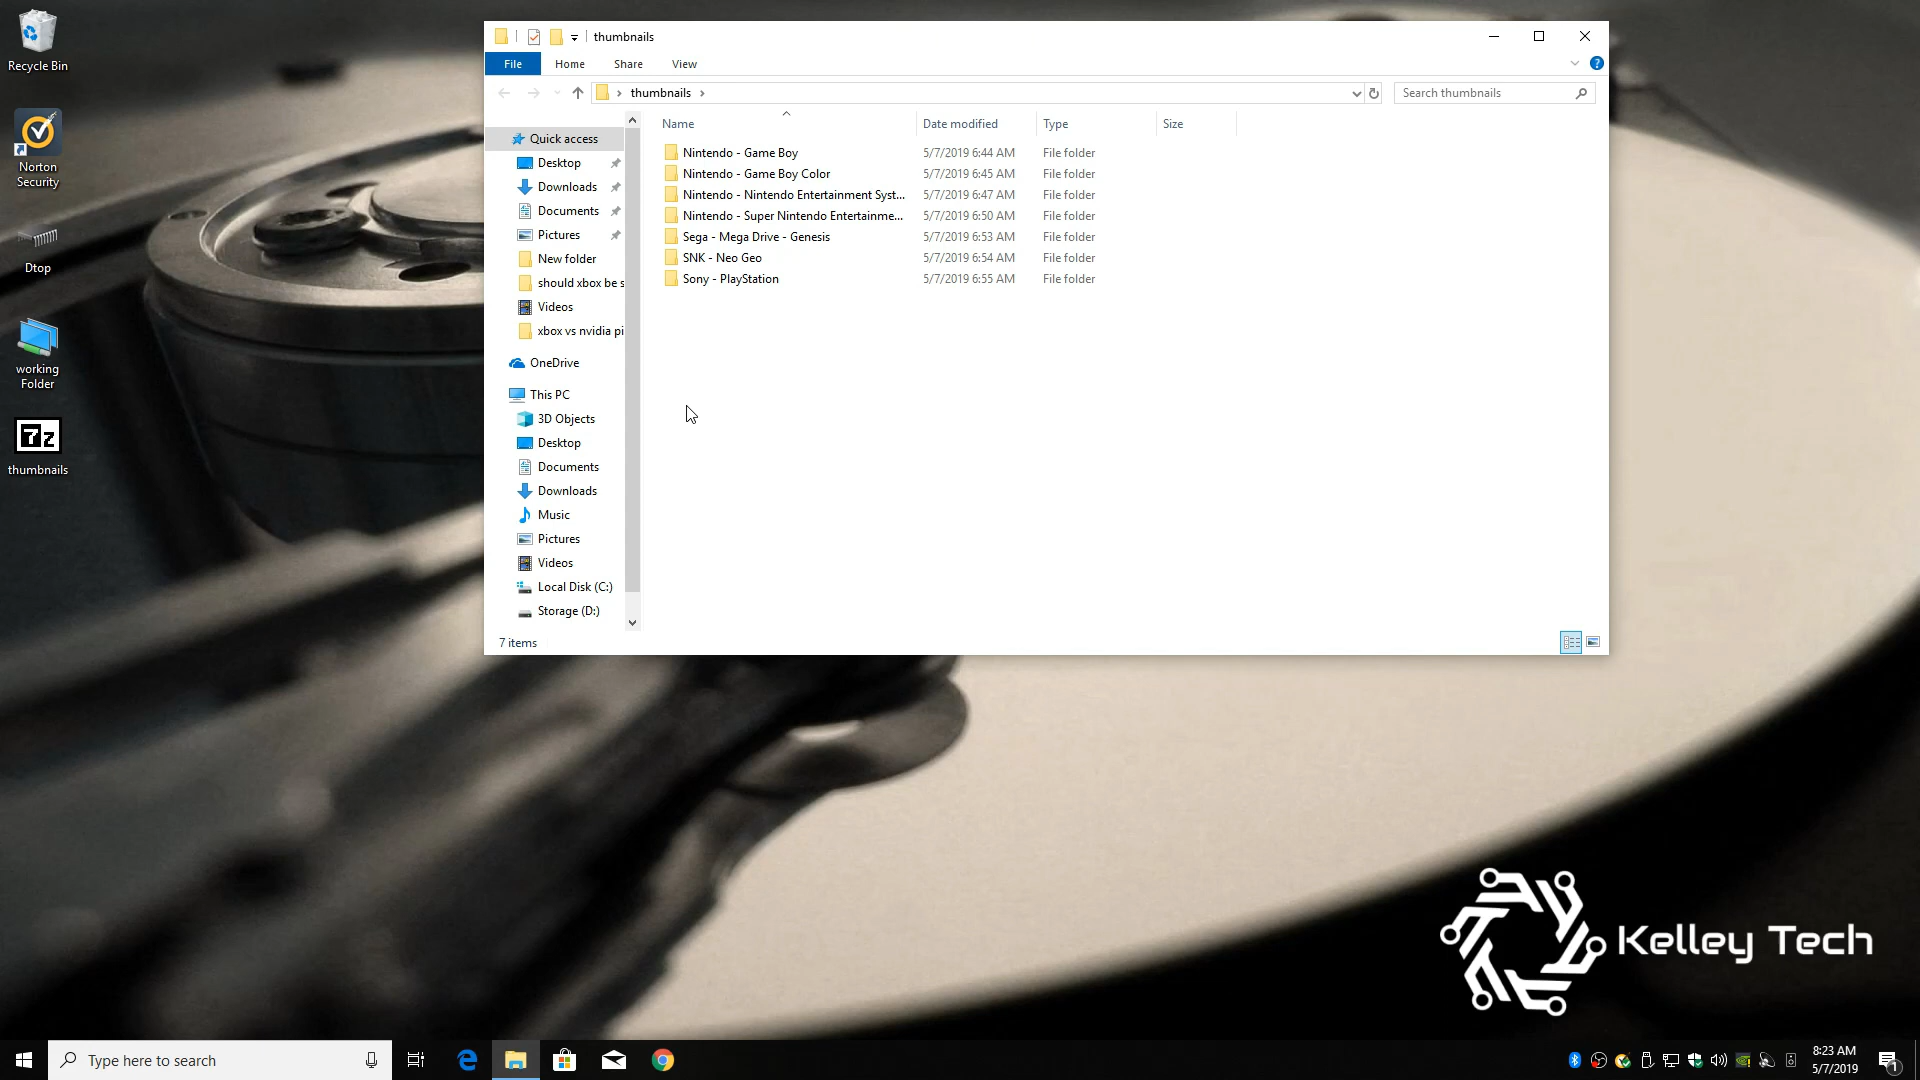 Recycle Bin
Norton
Security
Dtop
working
Folder
7z
thumbnails
thumbnails
File Home Share View
thumbnails
Search thumbnails
Name Date modified Type Size
Quick access
Desktop
Downloads
Documents
Pictures
New folder
should xbox be s
Videos
xbox vs nvidia pi
OneDrive
This PC
3D Objects
Desktop
Documents
Downloads
Music
Pictures
Videos
Local Disk (C:)
Storage (D:)
Nintendo - Game Boy 5/7/2019 6:44 AM File folder
Nintendo - Game Boy Color 5/7/2019 6:45 AM File folder
Nintendo - Nintendo Entertainment Syst... 5/7/2019 6:47 AM File folder
Nintendo - Super Nintendo Entertainme... 5/7/2019 6:50 AM File folder
Sega - Mega Drive - Genesis 5/7/2019 6:53 AM File folder
SNK - Neo Geo 5/7/2019 6:54 AM File folder
Sony - PlayStation 5/7/2019 6:55 AM File folder
7 items
Kelley Tech
Type here to search
8:23 AM
5/7/2019
1